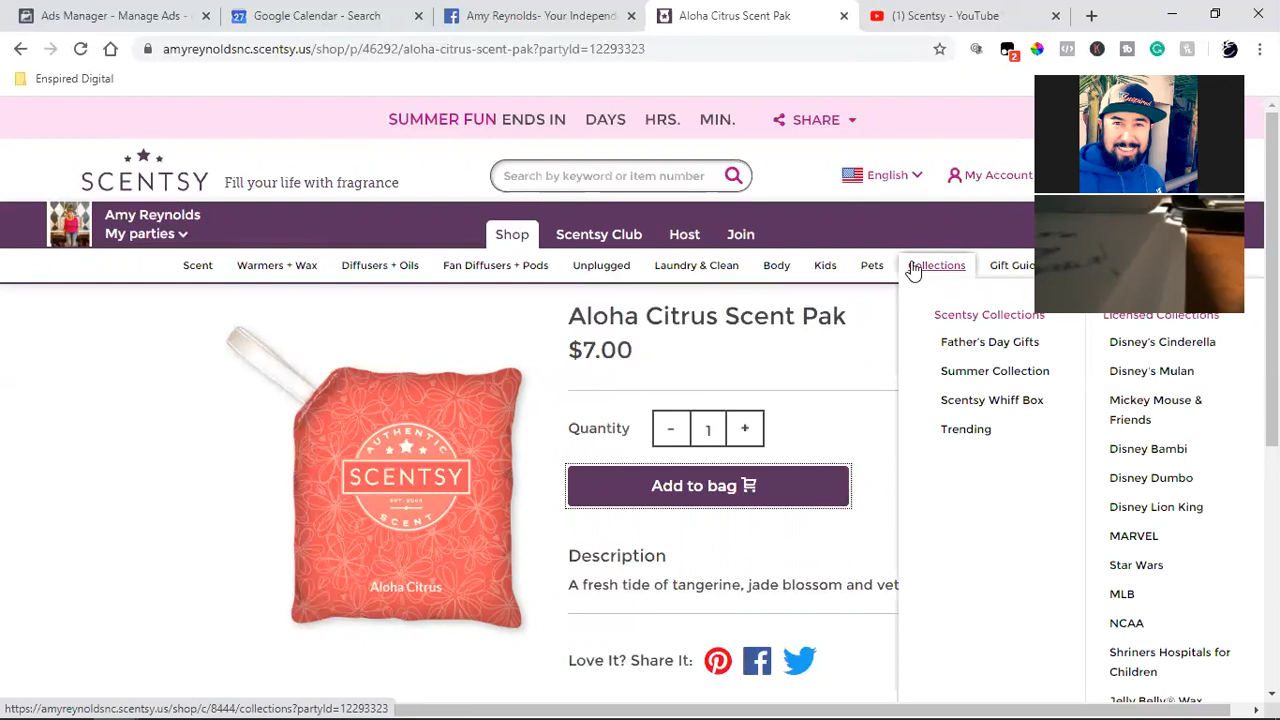 Ads Manager - Manage Ads
Google Calendar - Search
Amy Reynolds- Your Independ
Aloha Citrus Scent Pak
(1) Scentsy - YouTube
amyreynoldsnc.scentsy.us/shop/p/46292/aloha-citrus-scent-pak?partyId=12293323
2
Enspired Digital
SUMMER FUN ENDS IN DAYS HRS. MIN. SHARE
SCENTSY Fill your life with fragrance
Search by keyword or item number
English
My Account
Amy Reynolds
My parties
Shop Scentsy Club Host Join
Scent Warmers + Wax Diffusers + Oils Fan Diffusers + Pods Unplugged Laundry & Clean Body Kids Pets Collections Gift Guid
Aloha Citrus Scent Pak
$7.00
Quantity - 1 +
Add to bag
Description
A fresh tide of tangerine, jade blossom and vet
Love It? Share It:
AUTHENTIC
SCENTSY
SCENT
Aloha Citrus
Scentsy Collections
Father's Day Gifts
Summer Collection
Scentsy Whiff Box
Trending
Licensed Collections
Disney's Cinderella
Disney's Mulan
Mickey Mouse &
Friends
Disney Bambi
Disney Dumbo
Disney Lion King
MARVEL
Star Wars
MLB
NCAA
Shriners Hospitals for
Children
Jelly Belly® Wax
https://amyreynoldsnc.scentsy.us/shop/c/8444/collections?partyId=12293323